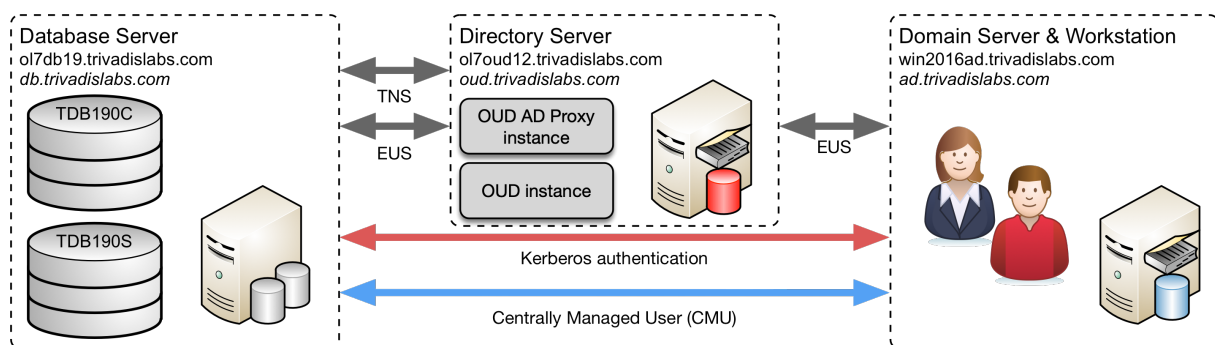 Database Server
ol7db19.trivadislabs.com
db.trivadislabs.com
TDB190C
TDB190S
TNS
EUS
Directory Server
ol7oud12.trivadislabs.com
oud.trivadislabs.com
OUD AD Proxy
instance
OUD instance
EUS
Domain Server & Workstation
win2016ad.trivadislabs.com
ad.trivadislabs.com
Kerberos authentication
Centrally Managed User (CMU)